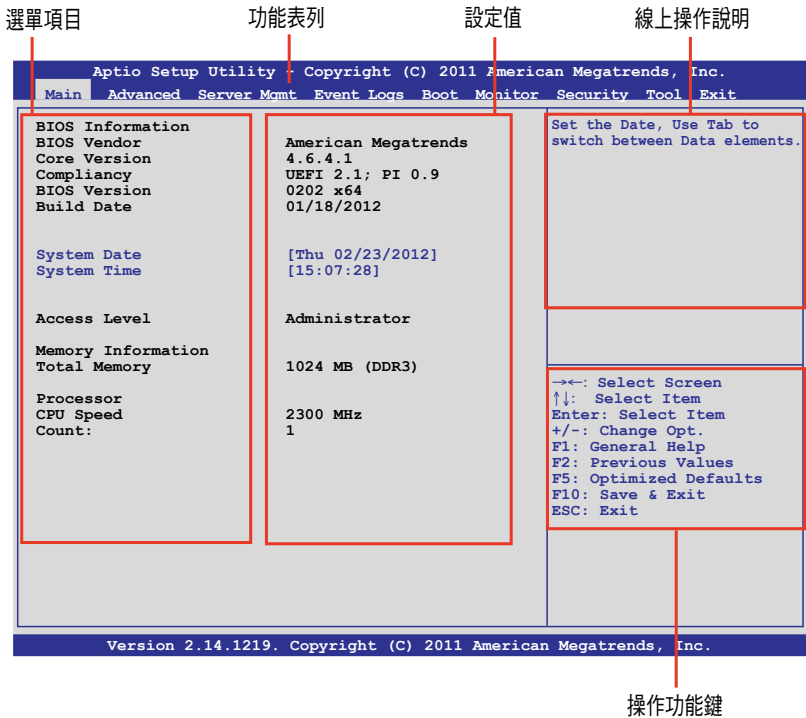 選單項目 功能表列 設定值 線上操作說明
Aptio Setup Utility - Copyright (C) 2011 American Megatrends, Inc.
Main Advanced Server Mgmt Event Logs Boot Monitor Security Tool Exit
BIOS Information
BIOS Vendor American Megatrends
Core Version 4.6.4.1
Compliancy UEFI 2.1; PI 0.9
BIOS Version 0202 x64
Build Date 01/18/2012
System Date [Thu 02/23/2012]
System Time [15:07:28]
Access Level Administrator
Memory Information
Total Memory 1024 MB (DDR3)
Processor
CPU Speed 2300 MHz
Count: 1
Set the Date, Use Tab to
switch between Data elements.
→←: Select Screen
↑↓: Select Item
Enter: Select Item
+/-: Change Opt.
F1: General Help
F2: Previous Values
F5: Optimized Defaults
F10: Save & Exit
ESC: Exit
Version 2.14.1219. Copyright (C) 2011 American Megatrends, Inc.
操作功能鍵